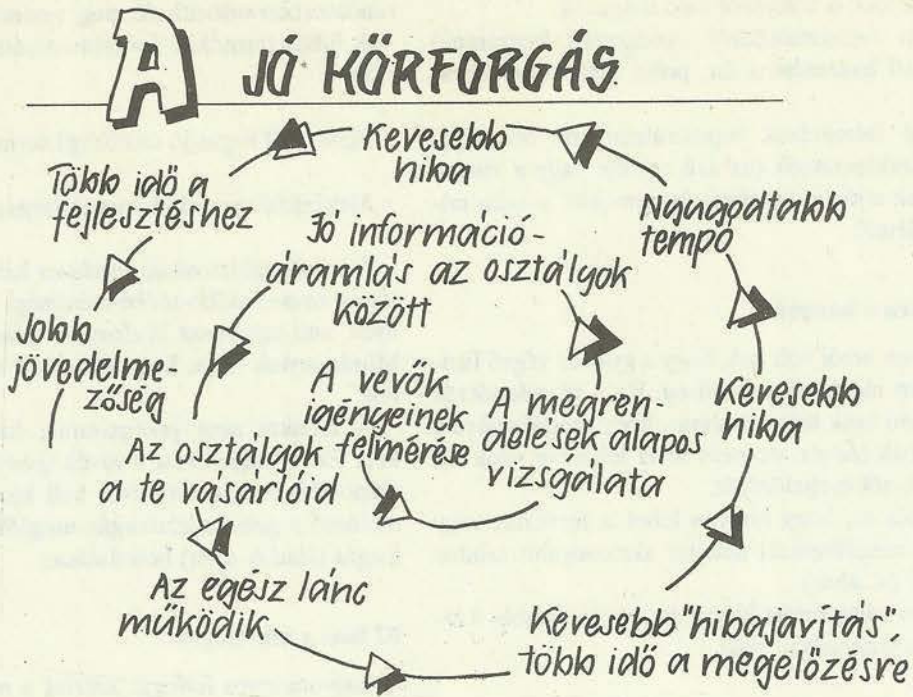 A JÓ KÖRFORGÁS
Kevesebb
hiba
Több idő a
fejlesztéshez
Nyugodtabb
tempó
Jó információ-
áramlás az osztályok
között
Jobb
jövedelme-
zőség
A vevők
igényeinek
felmérése
A megren-
delések alapos
vizsgálata
Kevesebb
hiba
Az osztályok
a te vásárlóid
Az egész lánc
működik
Kevesebb "hibajavítás",
több idő a megelőzésre